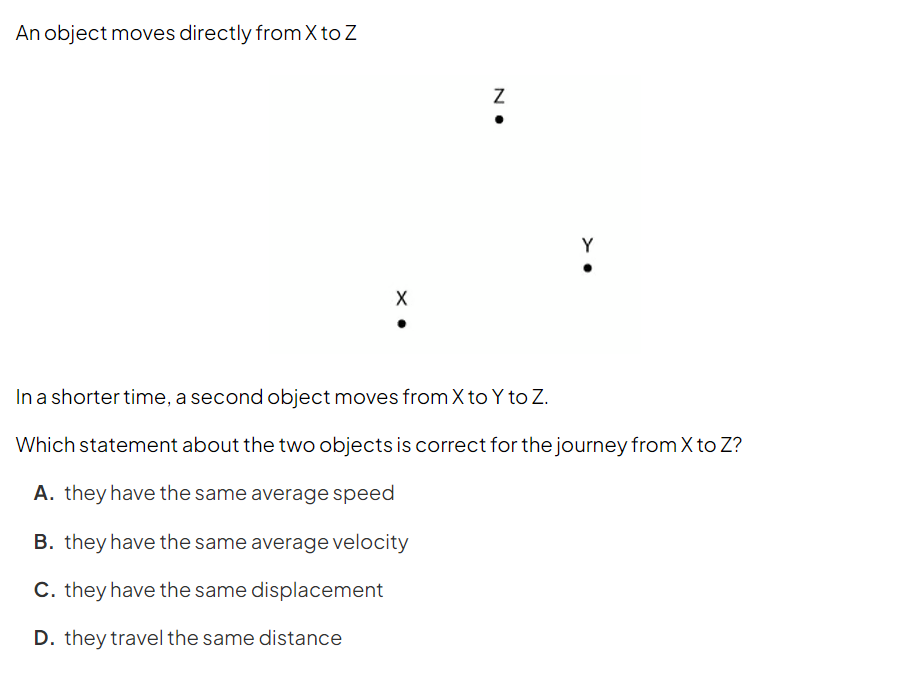 An object moves directly from X to Z
Z
Y
X
In a shorter time, a second object moves from X to Y to Z.
Which statement about the two objects is correct for the journey from X to Z?
A. they have the same average speed
B. they have the same average velocity
C. they have the same displacement
D. they travel the same distance